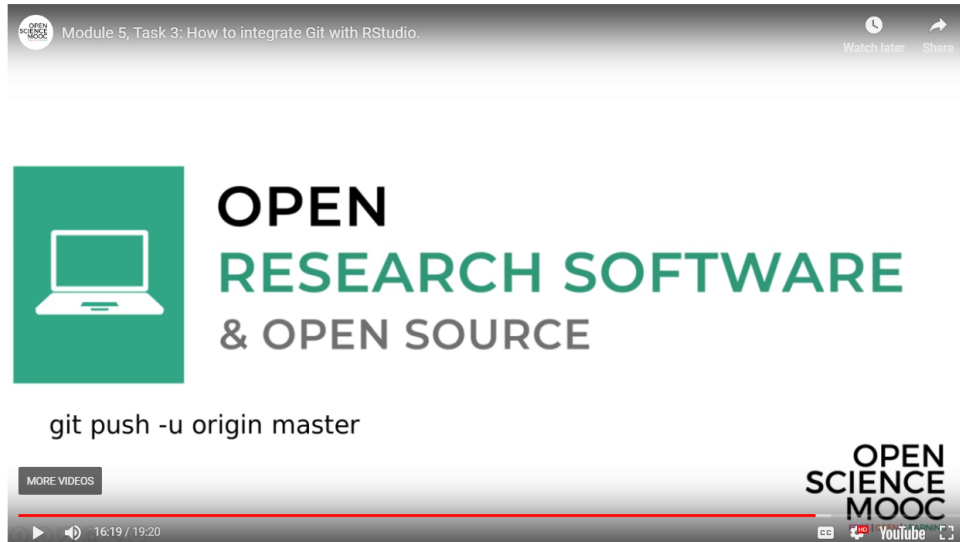 OPEN
SCIENCE
MOOC
Module 5, Task 3: How to integrate Git with RStudio.
Watch later
Share
OPEN
RESEARCH SOFTWARE
& OPEN SOURCE
git push -u origin master
MORE VIDEOS
OPEN
SCIENCE
MOOC
16:19 / 19:20
CC
HD
YouTube